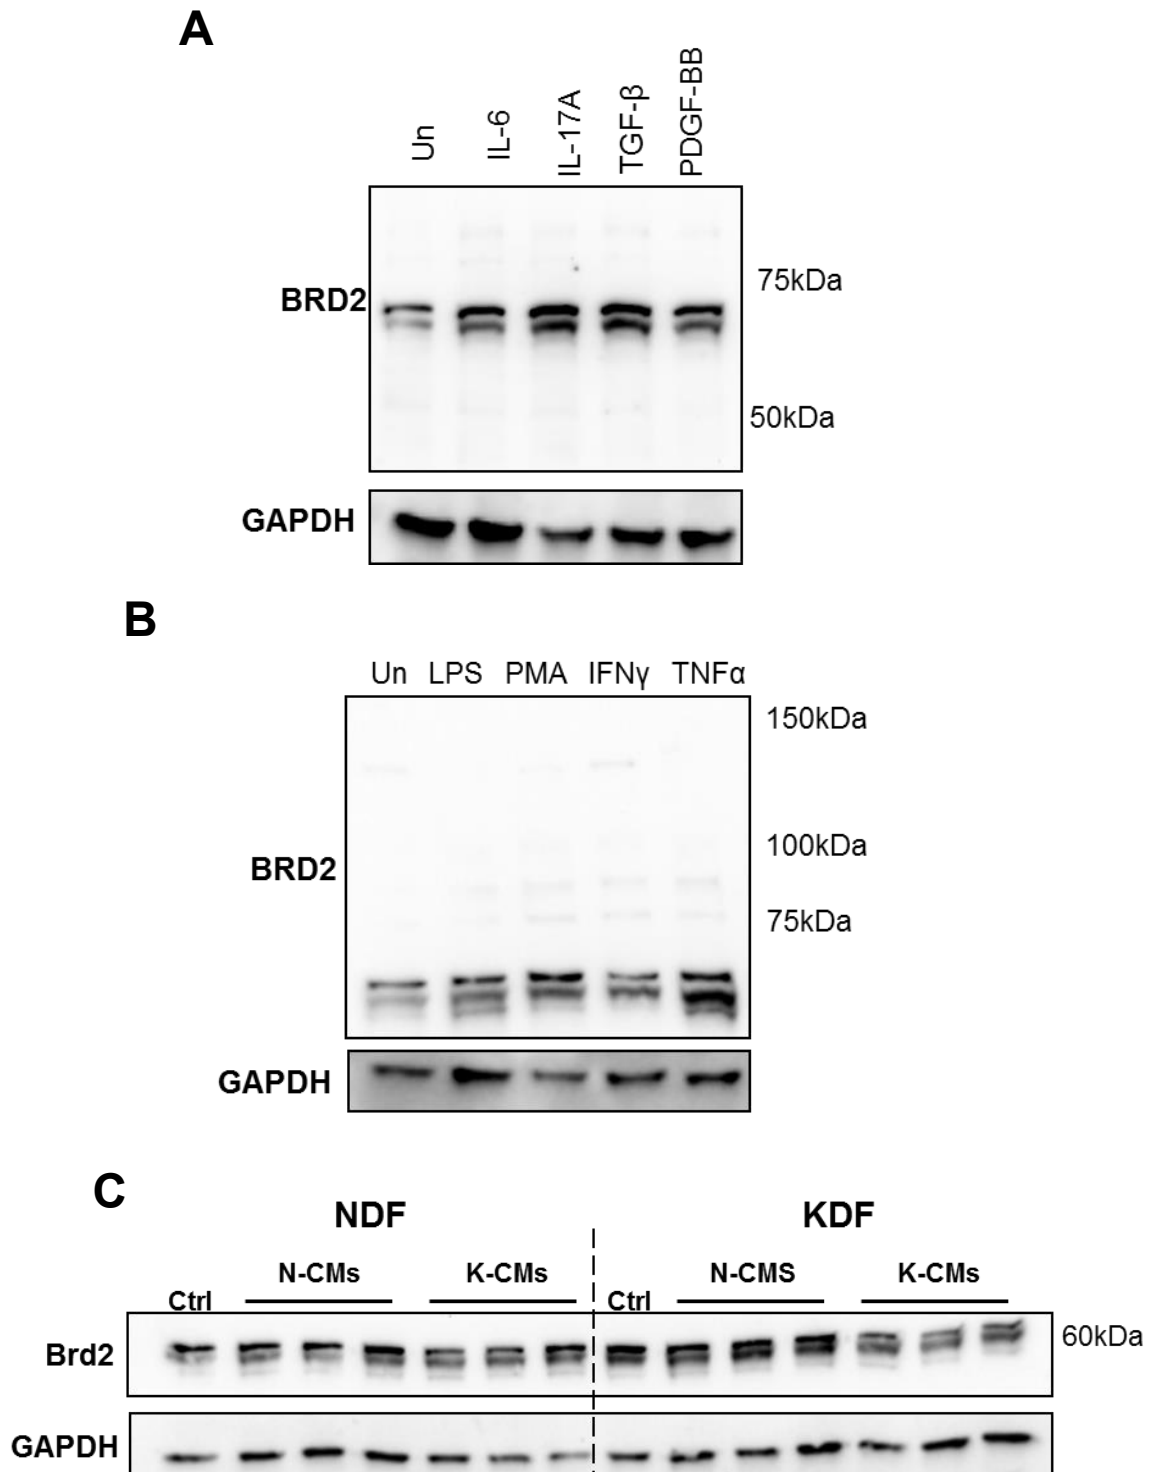 A
Un IL-6 IL-17A TGF-β PDGF-BB
BRD2
75kDa
50kDa
GAPDH
B
Un LPS PMA IFNγ TNFα
150kDa
100kDa
BRD2
75kDa
GAPDH
C
NDF KDF
N-CMs K-CMs N-CMS K-CMs
Ctrl Ctrl
Brd2 60kDa
GAPDH